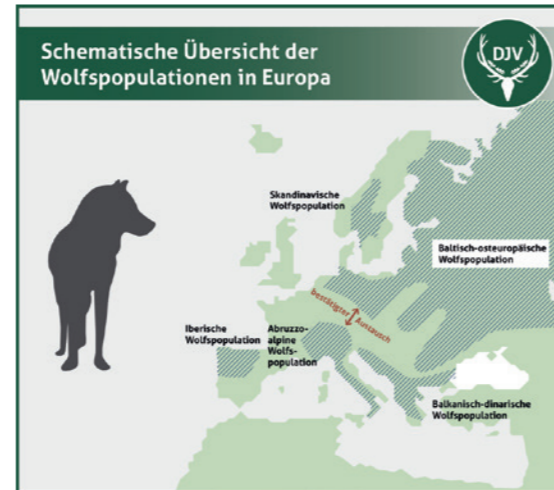 Schematische Übersicht der
Wolfspopulationen in Europa
DJV
Skandinavische
Wolfspopulation
Baltisch-osteuropäische
Wolfspopulation
bestätigter Austausch
Iberische
Wolfspopulation
Abruzzo-
alpine
Wolfs-
population
Balkanisch-dinarische
Wolfspopulation